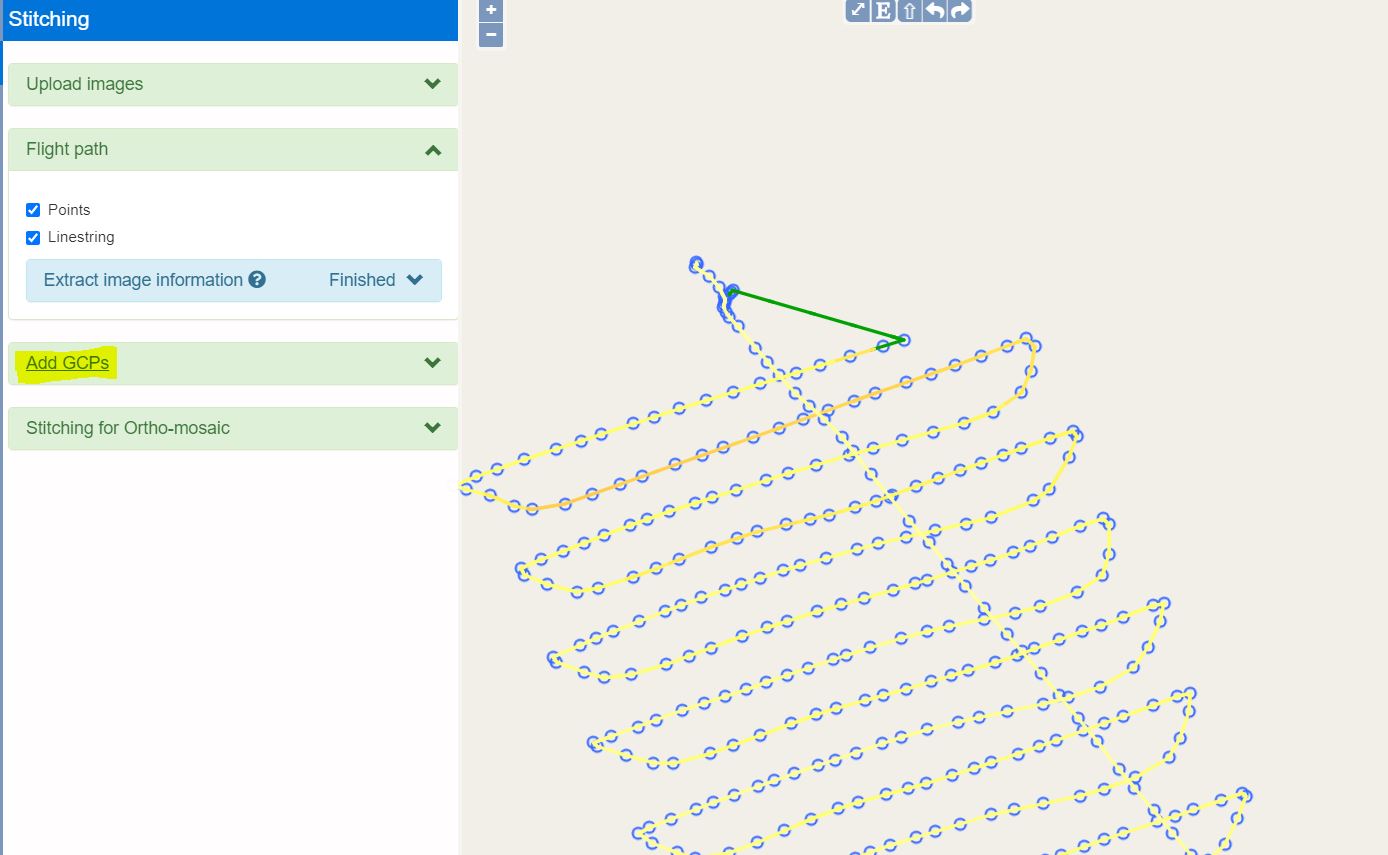 Stitching
+
−
E
Upload images
Flight path
Points
Linestring
Extract image information ? Finished
Add GCPs
Stitching for Ortho-mosaic